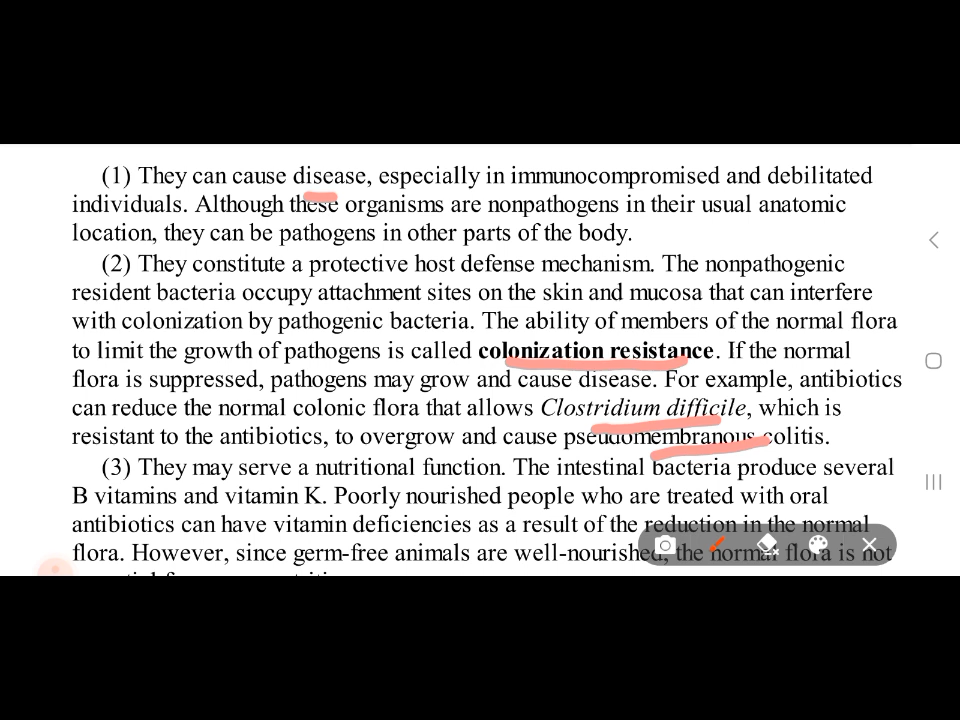 (1) They can cause disease, especially in immunocompromised and debilitated
individuals. Although these organisms are nonpathogens in their usual anatomic
location, they can be pathogens in other parts of the body.
(2) They constitute a protective host defense mechanism. The nonpathogenic
resident bacteria occupy attachment sites on the skin and mucosa that can interfere
with colonization by pathogenic bacteria. The ability of members of the normal flora
to limit the growth of pathogens is called colonization resistance. If the normal
flora is suppressed, pathogens may grow and cause disease. For example, antibiotics
can reduce the normal colonic flora that allows Clostridium difficile, which is
resistant to the antibiotics, to overgrow and cause pseudomembranous colitis.
(3) They may serve a nutritional function. The intestinal bacteria produce several
B vitamins and vitamin K. Poorly nourished people who are treated with oral
antibiotics can have vitamin deficiencies as a result of the reduction in the normal
flora. However, since germ-free animals are well-nourished, the normal flora is not